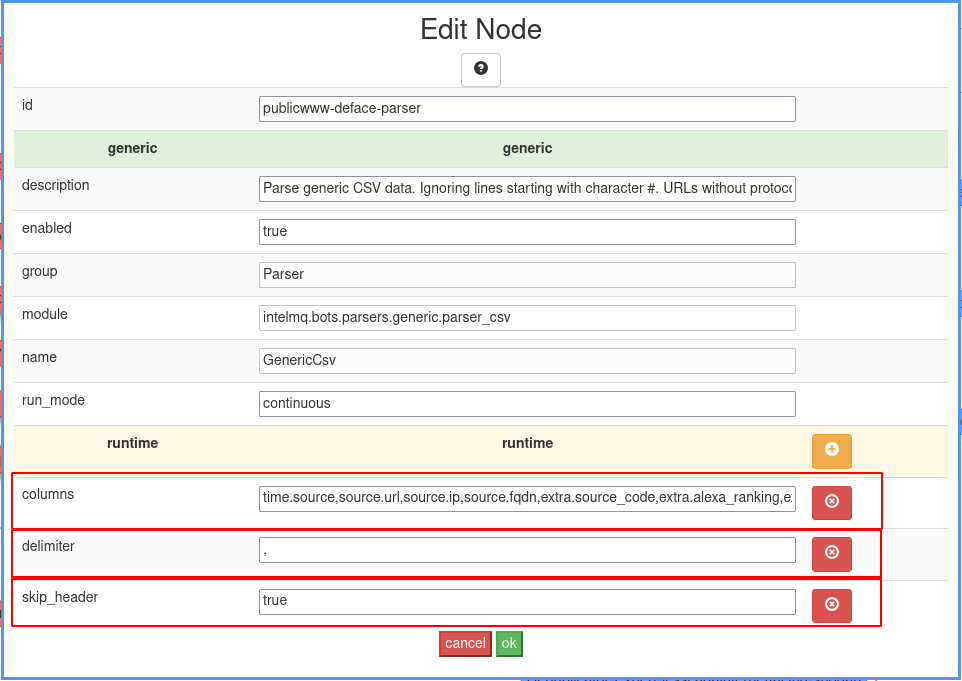 Edit Node
?
id publicwww-deface-parser
generic generic
description Parse generic CSV data. Ignoring lines starting with character #. URLs without
enabled true
group Parser
module intelmq.bots.parsers.generic.parser_csv
name GenericCsv
run_mode continuous
runtime runtime
columns time.source,source.url,source.ip,source.fqdn,extra.source_code,extra.alexa_ranking,
delimiter ,
skip_header true
cancel ok